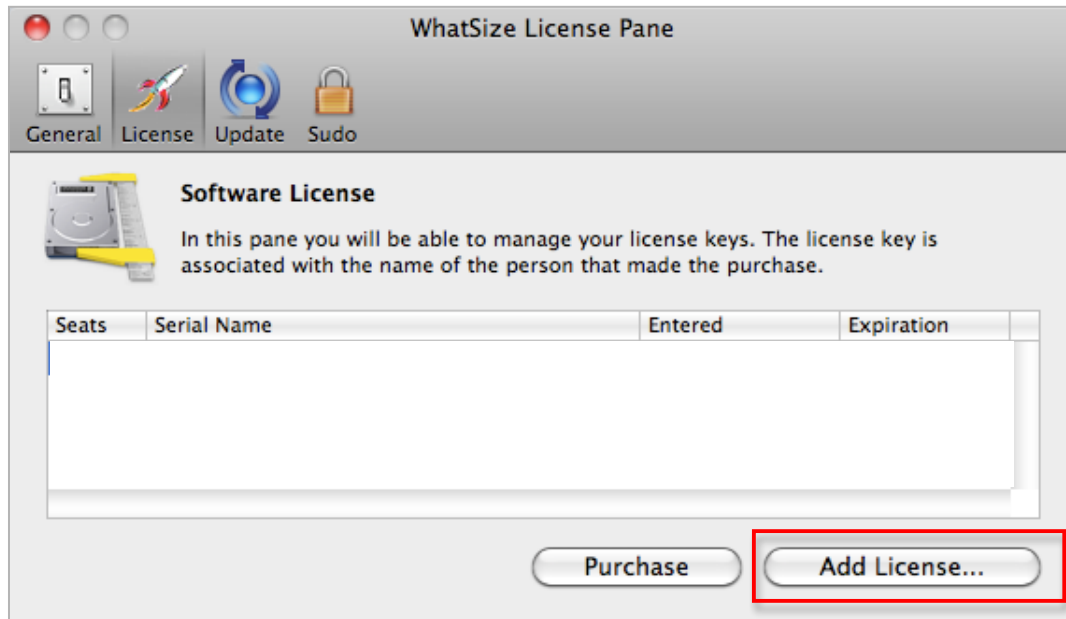 WhatSize License Pane
General License Update Sudo
Software License
In this pane you will be able to manage your license keys. The license key is
associated with the name of the person that made the purchase.
Seats Serial Name Entered Expiration
Purchase Add License...